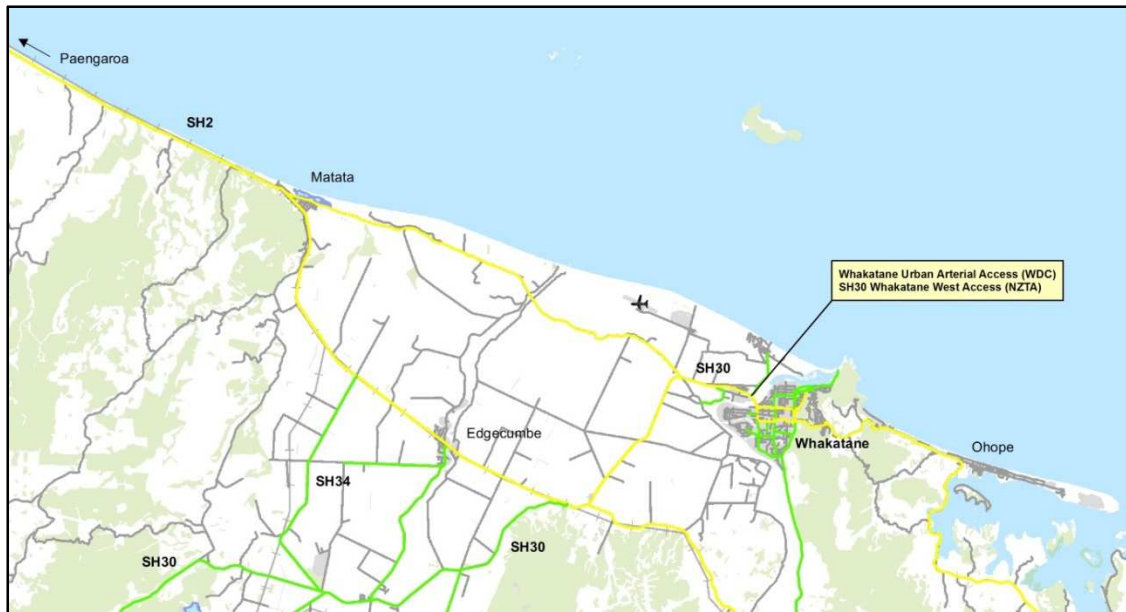 Paengaroa
SH2
Matata
Whakatane Urban Arterial Access (WDC)
SH30 Whakatane West Access (NZTA)
SH30
Edgecumbe
Whakatane
Ohope
SH34
SH30
SH30